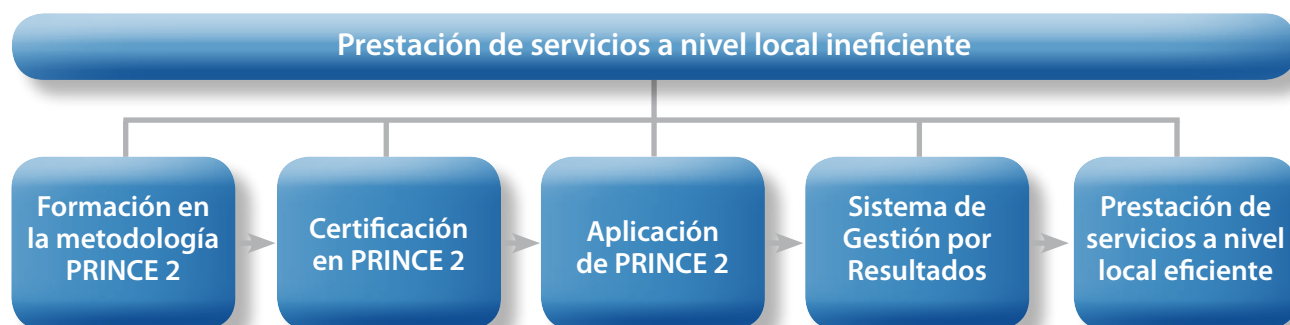 Prestación de servicios a nivel local ineficiente
Formación en
la metodología
PRINCE 2
Certificación
en PRINCE 2
Aplicación
de PRINCE 2
Sistema de
Gestión por
Resultados
Prestación de
servicios a nivel
local eficiente